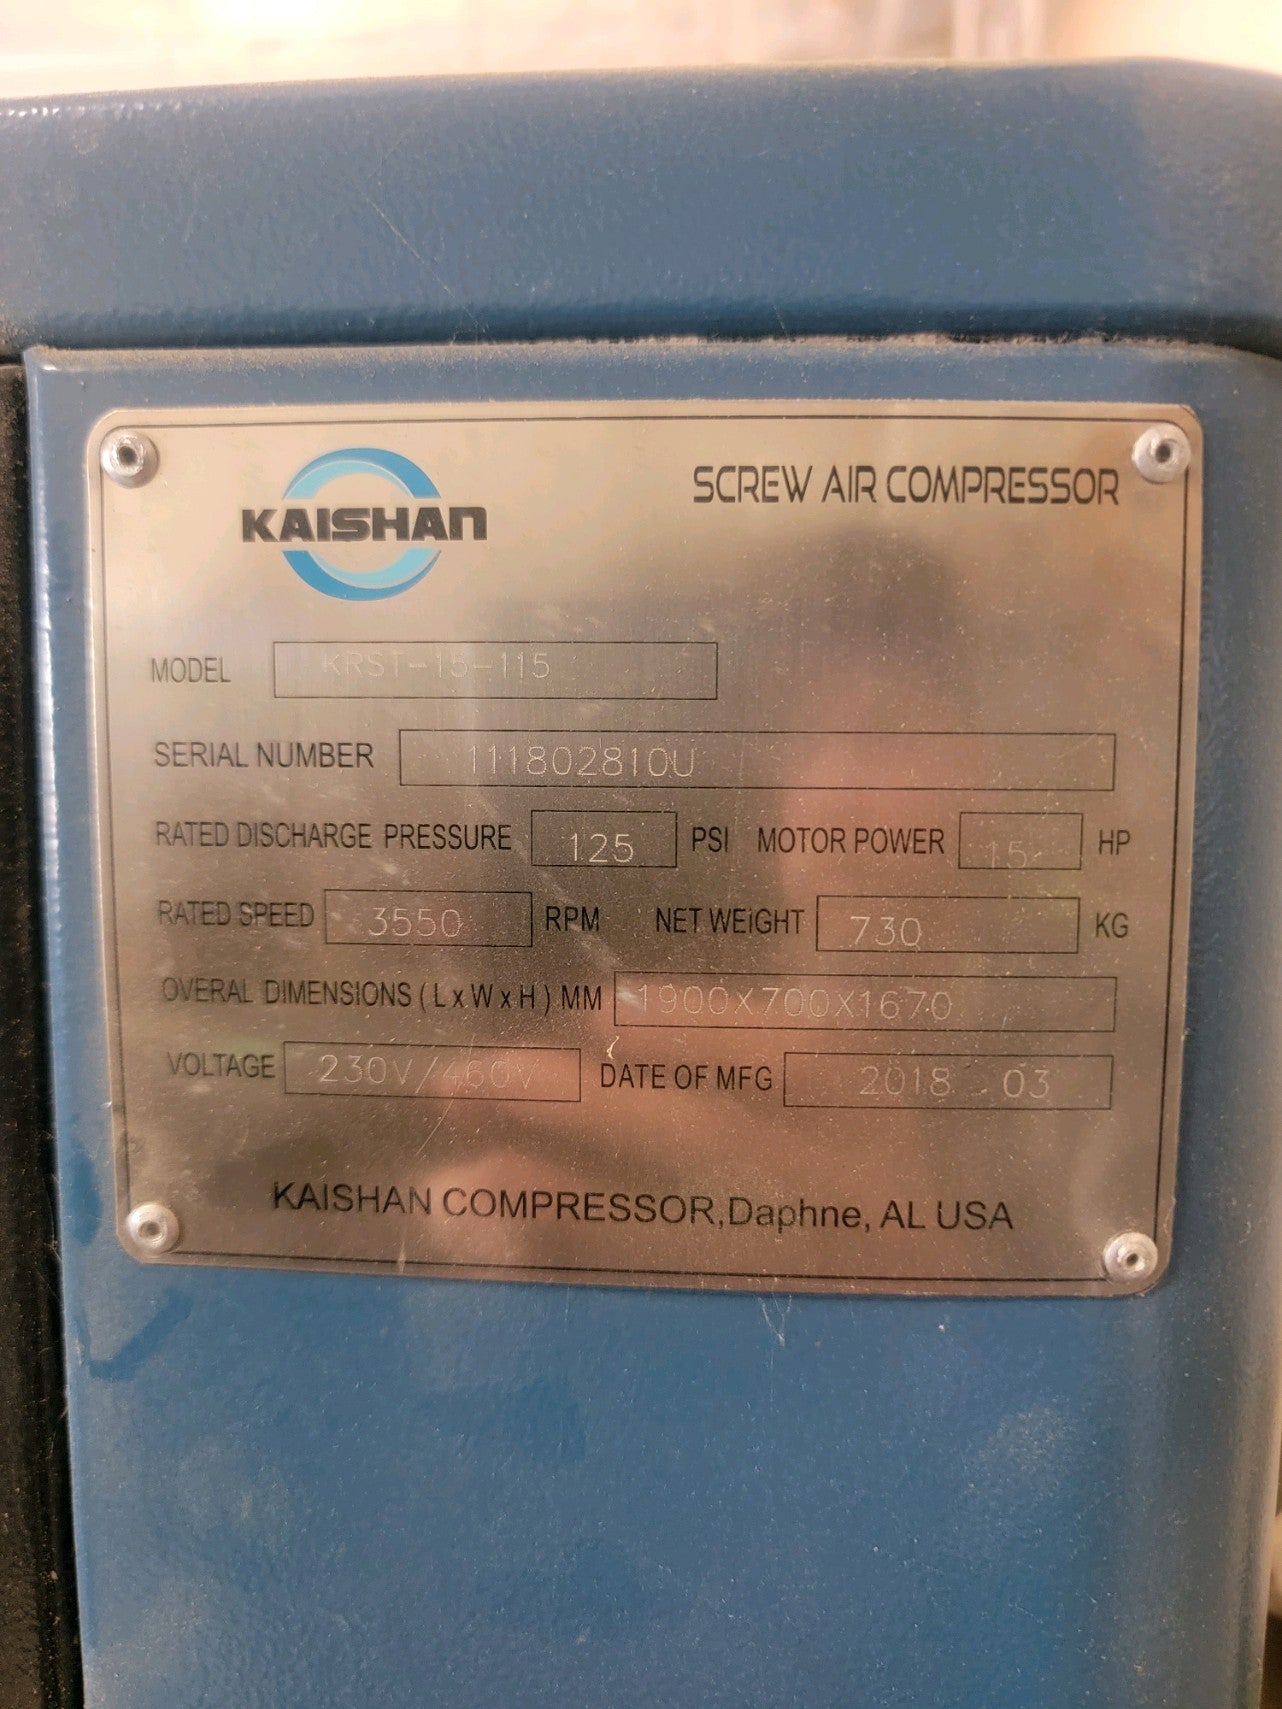 KAISHAN
SCREW AIR COMPRESSOR
MODEL KRST-15-115
SERIAL NUMBER 111802810U
RATED DISCHARGE PRESSURE 125 PSI MOTOR POWER 15 HP
RATED SPEED 3550 RPM NET WEIGHT 730 KG
OVERAL DIMENSIONS ( L x W x H ) MM 1900X700X1670
VOLTAGE 230V/460V DATE OF MFG 2018 03
KAISHAN COMPRESSOR,Daphne, AL USA